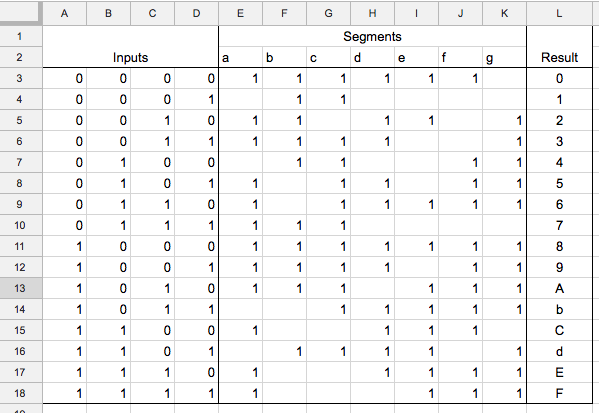 A B C D E F G H I J K L
1 Segments
2 Inputs a b c d e f g Result
3 0 0 0 0 1 1 1 1 1 1 0
4 0 0 0 1 1 1 1
5 0 0 1 0 1 1 1 1 1 2
6 0 0 1 1 1 1 1 1 1 3
7 0 1 0 0 1 1 1 1 4
8 0 1 0 1 1 1 1 1 1 5
9 0 1 1 0 1 1 1 1 1 1 6
10 0 1 1 1 1 1 1 7
11 1 0 0 0 1 1 1 1 1 1 1 8
12 1 0 0 1 1 1 1 1 1 1 9
13 1 0 1 0 1 1 1 1 1 1 A
14 1 0 1 1 1 1 1 1 1 b
15 1 1 0 0 1 1 1 1 C
16 1 1 0 1 1 1 1 1 1 d
17 1 1 1 0 1 1 1 1 1 E
18 1 1 1 1 1 1 1 1 F